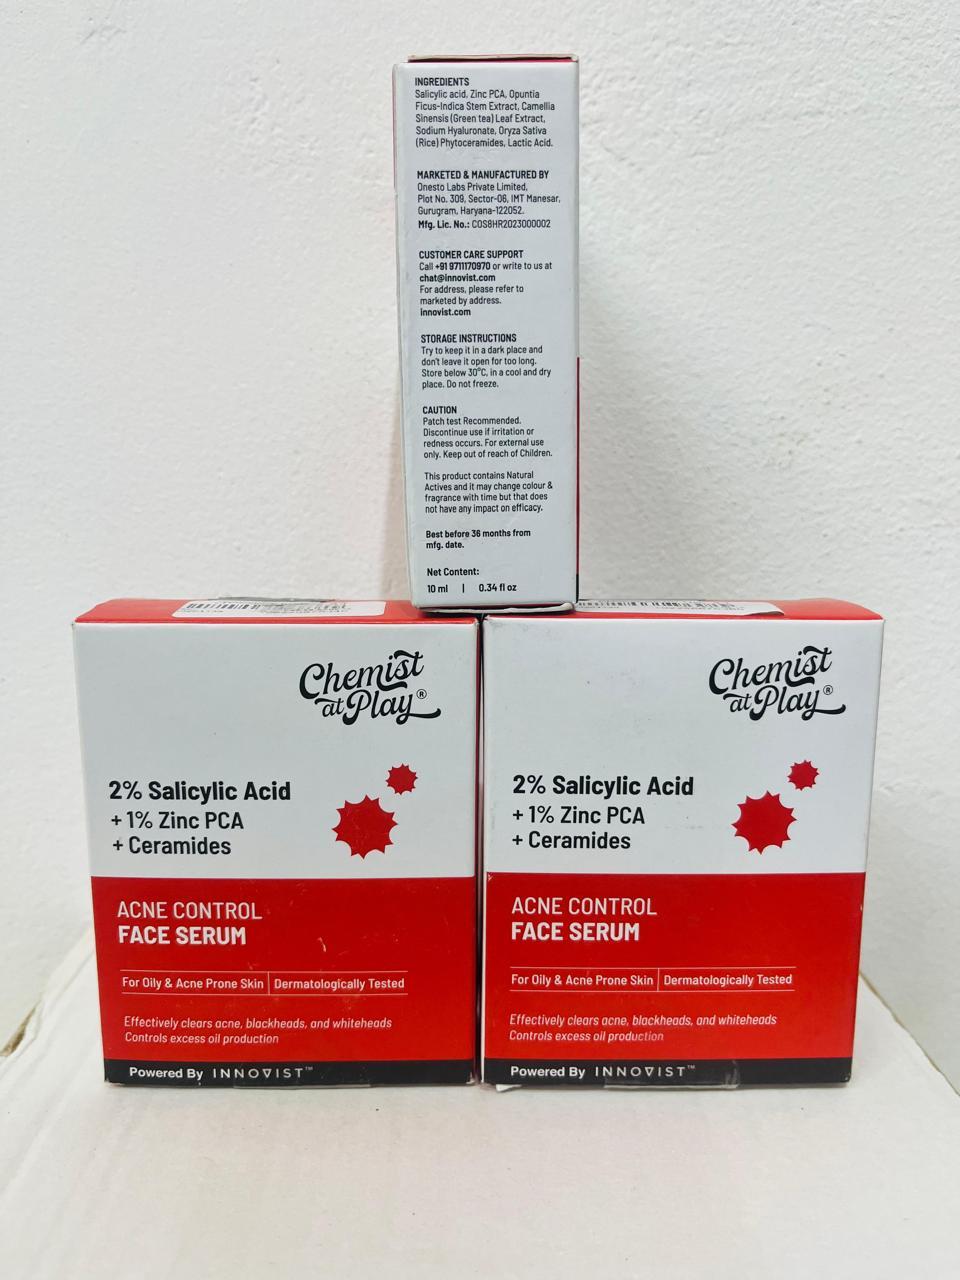 INGREDIENTS
Salicylic acid, Zinc PCA, Opuntia
Ficus-Indica Stem Extract, Camellia
Sinensis (Green tea) Leaf Extract,
Sodium Hyaluronate, Oryza Sativa
(Rice) Phytoceramides, Lactic Acid.
MARKETED & MANUFACTURED BY
Onesto Labs Private Limited,
Plot No. 309, Sector-06, IMT Manesar,
Gurugram, Haryana-122052.
Mfg. Lic. No.: COS8HR2023000002
CUSTOMER CARE SUPPORT
Call +91 9711170970 or write to us at
chat@innovist.com
For address, please refer to
marketed by address.
innovist.com
STORAGE INSTRUCTIONS
Try to keep it in a dark place and
don't leave it open for too long.
Store below 30°C, in a cool and dry
place. Do not freeze.
CAUTION
Patch test Recommended.
Discontinue use if irritation or
redness occurs. For external use
only. Keep out of reach of Children.
This product contains Natural
Actives and it may change colour &
fragrance with time but that does
not have any impact on efficacy.
Best before 36 months from
mfg. date.
Net Content:
10 ml | 0.34 fl oz
Chemist
at Play®
2% Salicylic Acid
+ 1% Zinc PCA
+ Ceramides
ACNE CONTROL
FACE SERUM
For Oily & Acne Prone Skin | Dermatologically Tested
Effectively clears acne, blackheads, and whiteheads
Controls excess oil production
Powered By INNOVIST™
Chemist
at Play®
2% Salicylic Acid
+ 1% Zinc PCA
+ Ceramides
ACNE CONTROL
FACE SERUM
For Oily & Acne Prone Skin | Dermatologically Tested
Effectively clears acne, blackheads, and whiteheads
Controls excess oil production
Powered By INNOVIST™